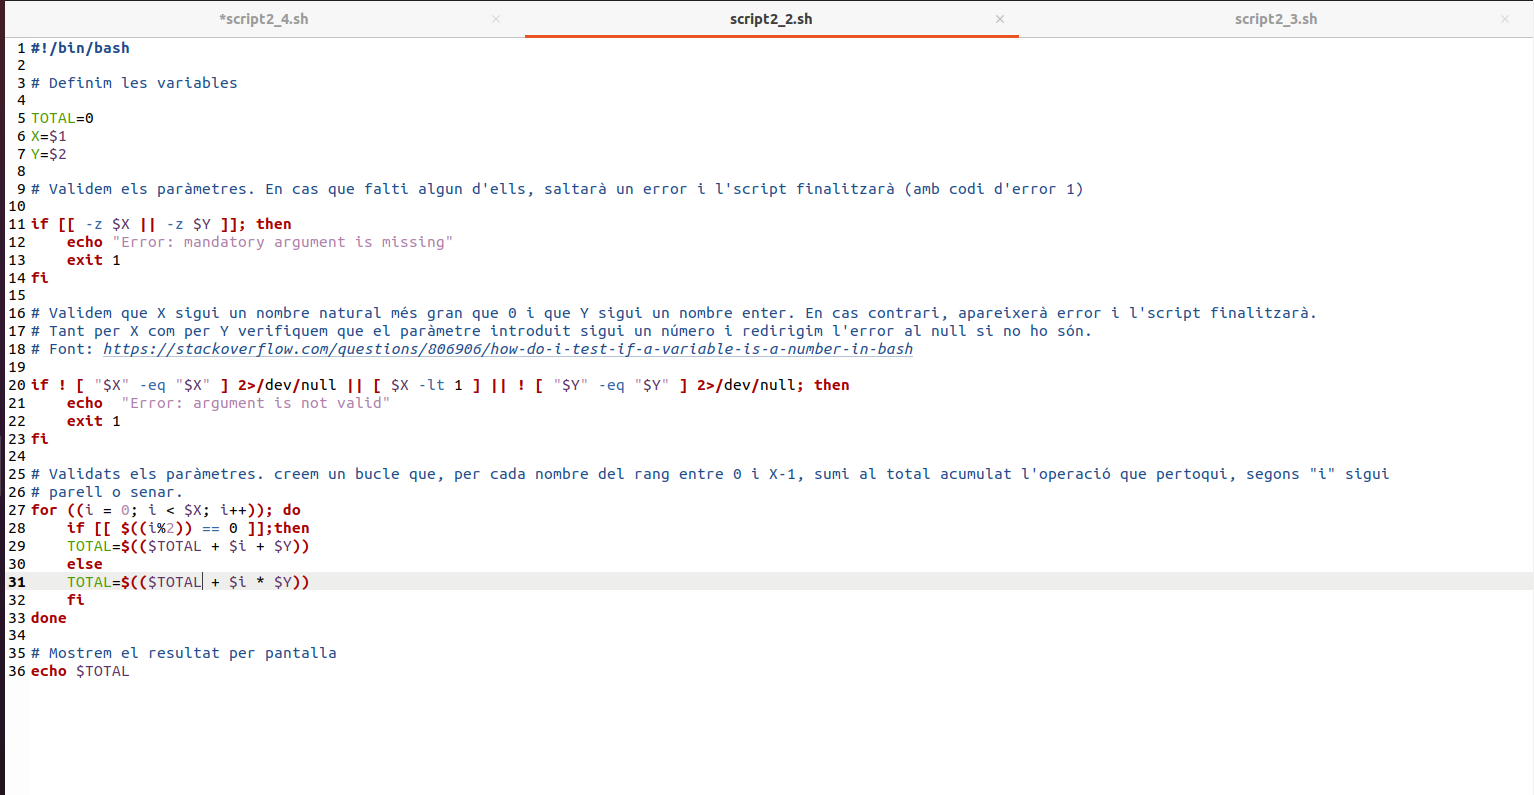 *script2_4.sh × script2_2.sh × script2_3.sh ×
1 #!/bin/bash
2
3 # Definim les variables
4
5 TOTAL=0
6 X=$1
7 Y=$2
8
9 # Validem els paràmetres. En cas que falti algun d'ells, saltarà un error i l'script finalitzarà (amb codi d'error 1)
10
11 if [[ -z $X || -z $Y ]]; then
12     echo "Error: mandatory argument is missing"
13     exit 1
14 fi
15
16 # Validem que X sigui un nombre natural més gran que 0 i que Y sigui un nombre enter. En cas contrari, apareixerà error i l'script finalitzarà.
17 # Tant per X com per Y verifiquem que el paràmetre introduit sigui un número i redirigim l'error al null si no ho són.
18 # Font: https://stackoverflow.com/questions/806906/how-do-i-test-if-a-variable-is-a-number-in-bash
19
20 if ! [ "$X" -eq "$X" ] 2>/dev/null || [ $X -lt 1 ] || ! [ "$Y" -eq "$Y" ] 2>/dev/null; then
21     echo  "Error: argument is not valid"
22     exit 1
23 fi
24
25 # Validats els paràmetres. creem un bucle que, per cada nombre del rang entre 0 i X-1, sumi al total acumulat l'operació que pertoqui, segons "i" sigui
26 # parell o senar.
27 for ((i = 0; i < $X; i++)); do
28     if [[ $((i%2)) == 0 ]];then
29     TOTAL=$(($TOTAL + $i + $Y))
30     else
31     TOTAL=$(($TOTAL + $i * $Y))
32     fi
33 done
34
35 # Mostrem el resultat per pantalla
36 echo $TOTAL